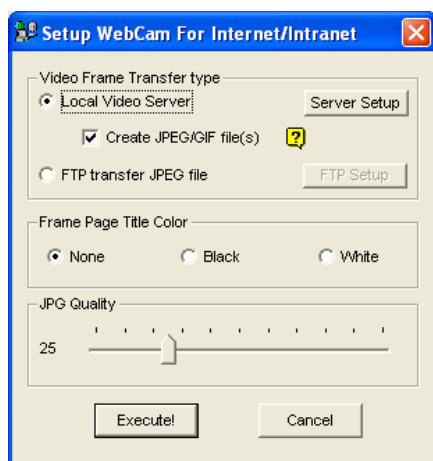 Setup WebCam For Internet/Intranet
Video Frame Transfer type
Local Video Server
Server Setup
Create JPEG/GIF file(s)
?
FTP transfer JPEG file
FTP Setup
Frame Page Title Color
None
Black
White
JPG Quality
25
Execute!
Cancel